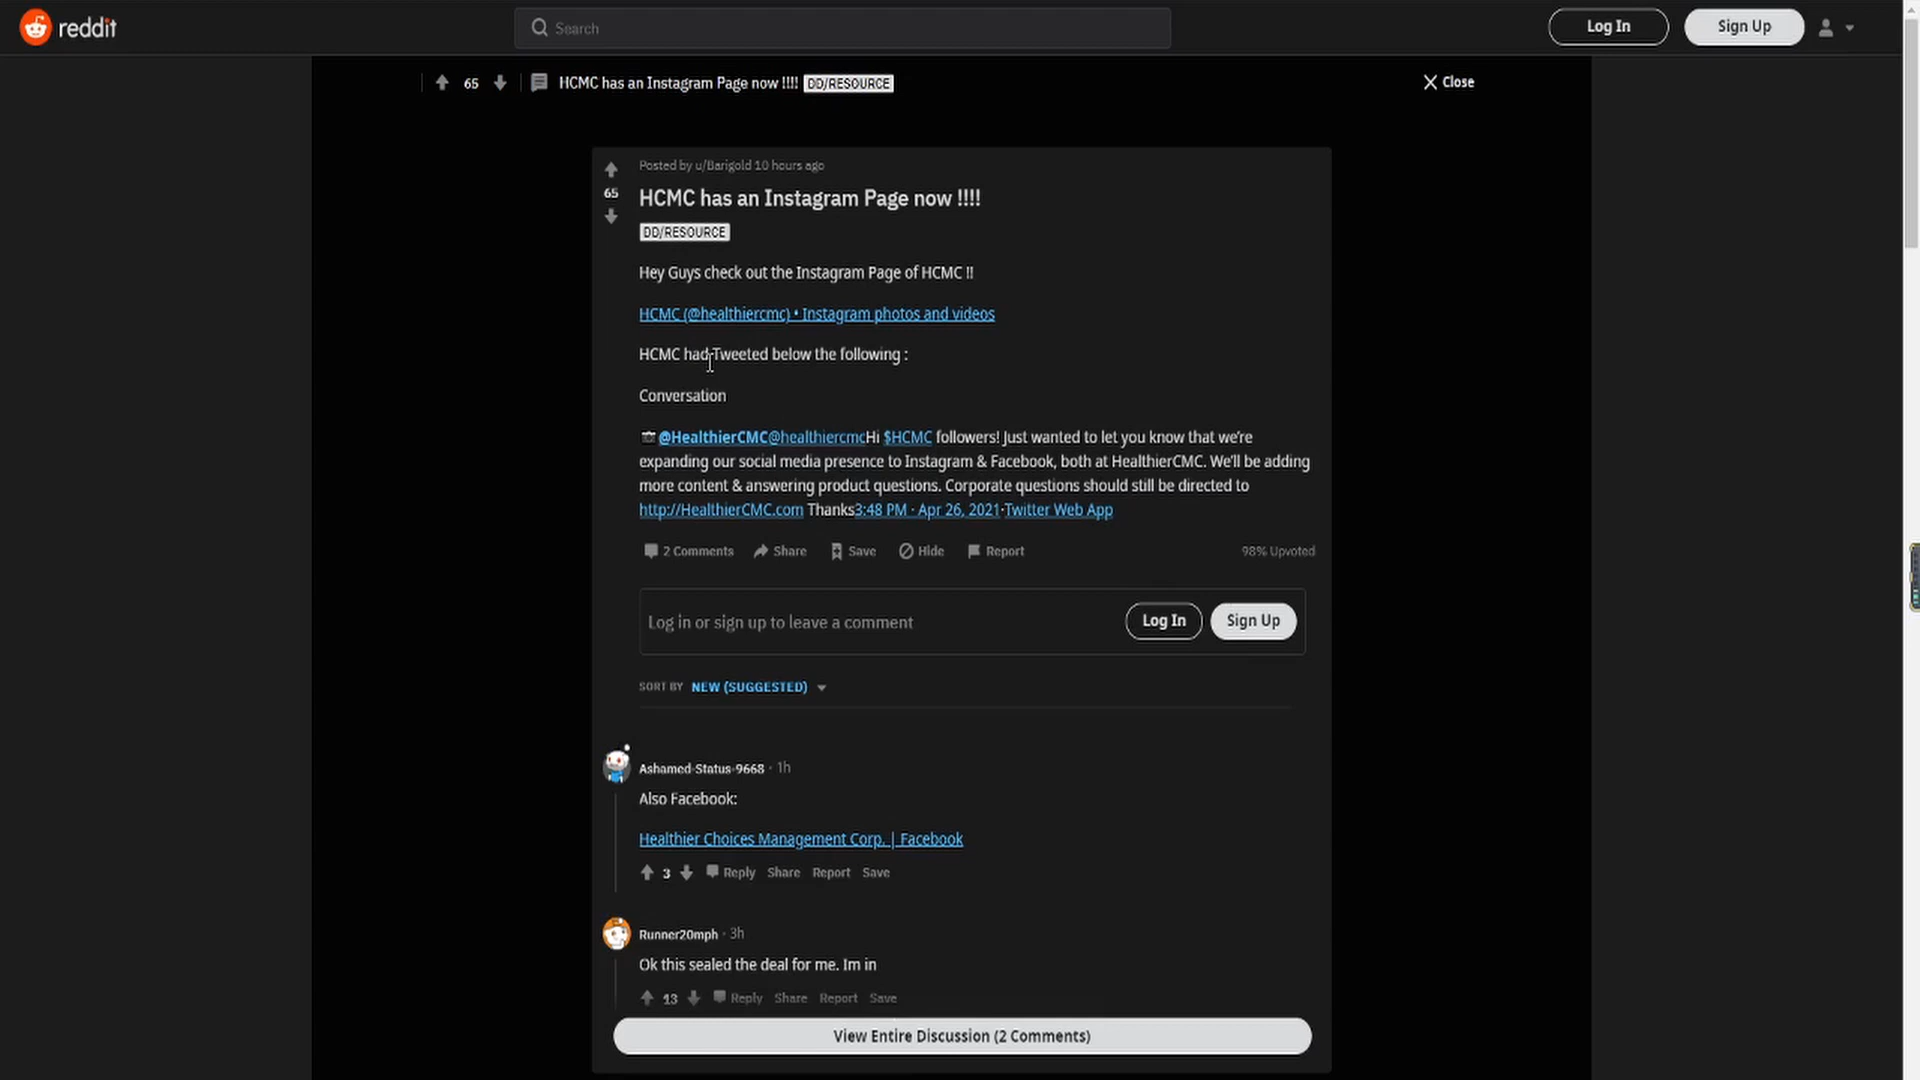 reddit
Search
Log In
Sign Up
65
HCMC has an Instagram Page now !!!!
DD/RESOURCE
Close
Posted by u/Barigold 10 hours ago
65
HCMC has an Instagram Page now !!!!
DD/RESOURCE
Hey Guys check out the Instagram Page of HCMC !!
HCMC (@healthiercmc) • Instagram photos and videos
HCMC had Tweeted below the following :
Conversation
@HealthierCMC@healthiercmcHi $HCMC followers! Just wanted to let you know that we're
expanding our social media presence to Instagram & Facebook, both at HealthierCMC. We'll be adding
more content & answering product questions. Corporate questions should still be directed to
http://HealthierCMC.com Thanks3:48 PM · Apr 26, 2021·Twitter Web App
2 Comments Share Save Hide Report 98% Upvoted
Log in or sign up to leave a comment Log In Sign Up
SORT BY NEW (SUGGESTED)
Ashamed-Status-9668 · 1h
Also Facebook:
Healthier Choices Management Corp. | Facebook
3 Reply Share Report Save
Runner20mph · 3h
Ok this sealed the deal for me. Im in
13 Reply Share Report Save
View Entire Discussion (2 Comments)